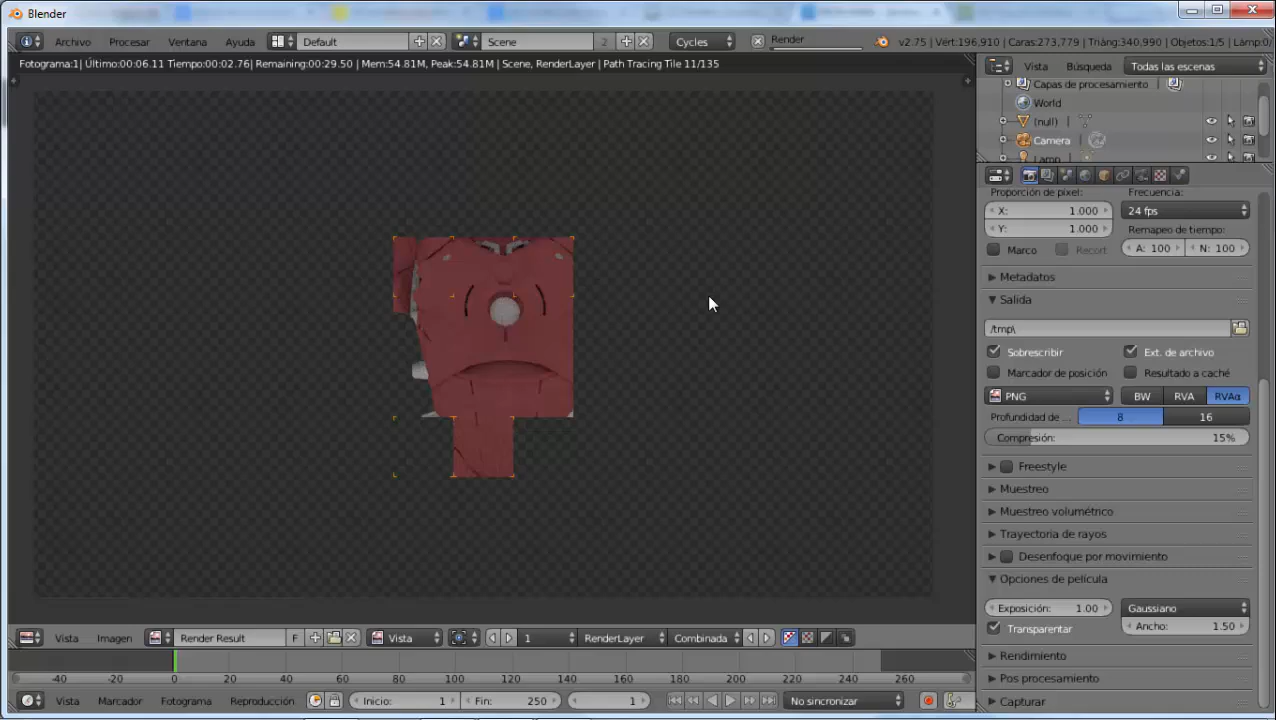 Blender
Archivo Procesar Ventana Ayuda Default Scene 2 Cycles Render v2.75 | Vért:196,910 | Caras:273,779 | Triáng:340,990 | Objetos:1/5 | Lámp:0/
Fotograma:1| Último:00:06.11 Tiempo:00:02.76| Remaining:00:29.50 | Mem:54.81M, Peak:54.81M | Scene, RenderLayer | Path Tracing Tile 11/135
Vista Búsqueda Todas las escenas
Capas de procesamiento |
World
(null) |
Camera |
Lamp
Proporción de píxel: Frecuencia:
X: 1.000 24 fps
Y: 1.000 Remapeo de tiempo:
Marco Recort A: 100 N: 100
Metadatos
Salida
/tmp\
Sobrescribir Ext. de archivo
Marcador de posición Resultado a caché
PNG BW RVA RVAα
Profundidad de ... 8 16
Compresión: 15%
Freestyle
Muestreo
Muestreo volumétrico
Trayectoria de rayos
Desenfoque por movimiento
Opciones de película
Exposición: 1.00 Gaussiano
Transparentar Ancho: 1.50
Rendimiento
Pos procesamiento
Capturar
Vista Imagen Render Result F Vista 1 RenderLayer Combinada
-40 -20 0 20 40 60 80 100 120 140 160 180 200 220 240 260
Vista Marcador Fotograma Reproducción Inicio: 1 Fin: 250 1 No sincronizar